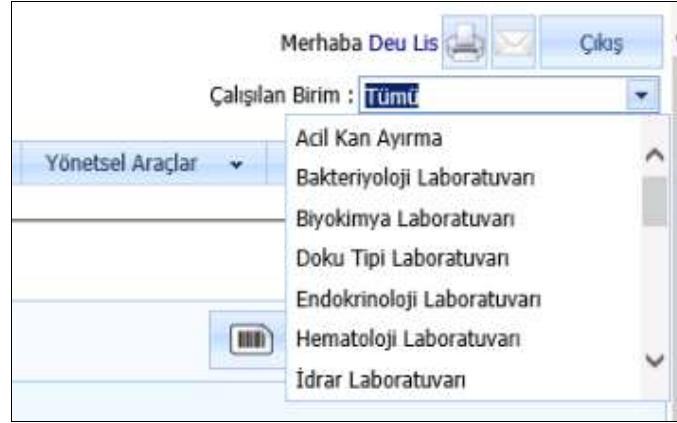 Merhaba Deu Lis Çıkış
Çalışılan Birim : Tümü
Yönetsel Araçlar
Acil Kan Ayırma
Bakteriyoloji Laboratuvarı
Biyokimya Laboratuvarı
Doku Tipi Laboratuvarı
Endokrinoloji Laboratuvarı
Hematoloji Laboratuvarı
İdrar Laboratuvarı